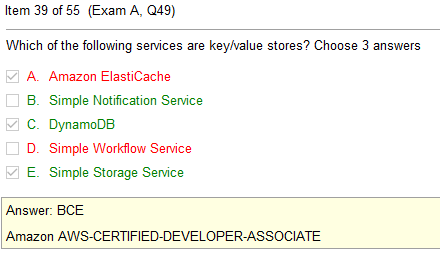 Item 39 of 55 (Exam A, Q49)
Which of the following services are key/value stores? Choose 3 answers
A. Amazon ElastiCache
B. Simple Notification Service
C. DynamoDB
D. Simple Workflow Service
E. Simple Storage Service
Answer: BCE
Amazon AWS-CERTIFIED-DEVELOPER-ASSOCIATE